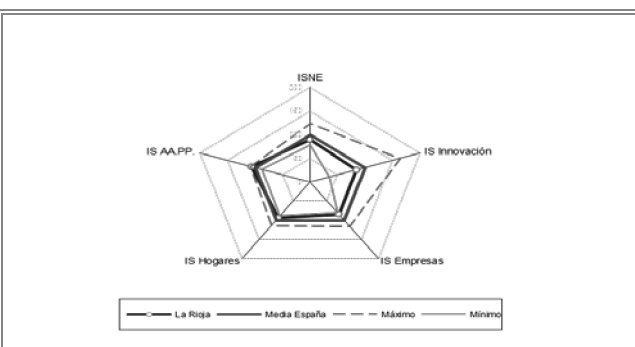 ISNE
IS AA.PP.
IS Innovación
IS Hogares
IS Empresas
La Rioja
Media España
Máximo
Mínimo